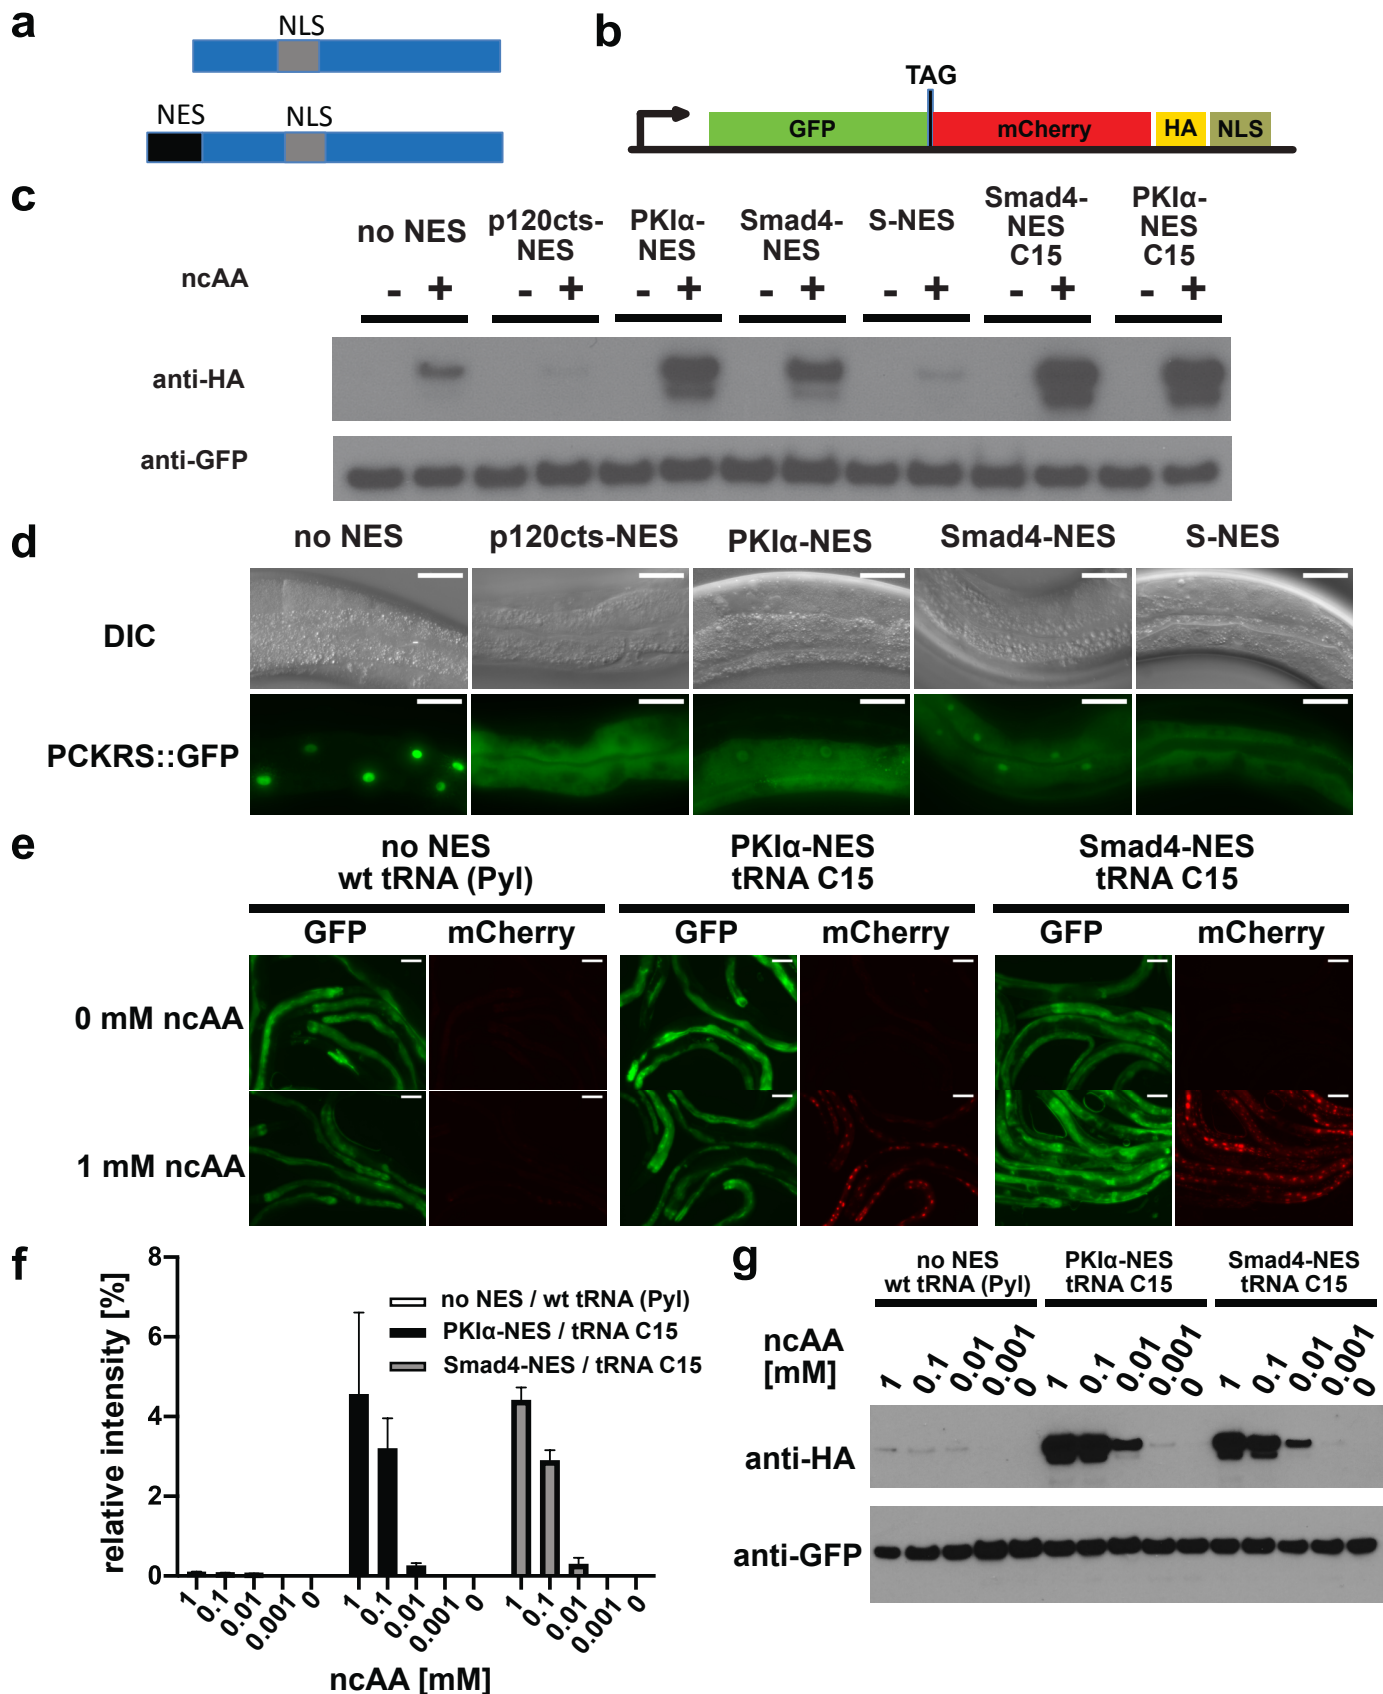 a
NLS
NES
NLS
b
TAG
GFP
mCherry
HA
NLS
c
ncAA
no NES
p120cts-
NES
PKIα-
NES
Smad4-
NES
S-NES
Smad4-
NES
C15
PKIα-
NES
C15
- + - + - + - + - + - + - +
anti-HA
anti-GFP
d
no NES
p120cts-NES
PKIα-NES
Smad4-NES
S-NES
DIC
PCKRS::GFP
e
no NES
wt tRNA (Pyl)
PKIα-NES
tRNA C15
Smad4-NES
tRNA C15
GFP mCherry GFP mCherry GFP mCherry
0 mM ncAA
1 mM ncAA
f
relative intensity [%]
8
6
4
2
0
no NES / wt tRNA (Pyl)
PKIα-NES / tRNA C15
Smad4-NES / tRNA C15
1 0.1 0.01 0.001 0 1 0.1 0.01 0.001 0 1 0.1 0.01 0.001 0
ncAA [mM]
g
no NES
wt tRNA (Pyl)
PKIα-NES
tRNA C15
Smad4-NES
tRNA C15
ncAA
[mM]
1 0.1 0.01 0.001 0 1 0.1 0.01 0.001 0 1 0.1 0.01 0.001 0
anti-HA
anti-GFP